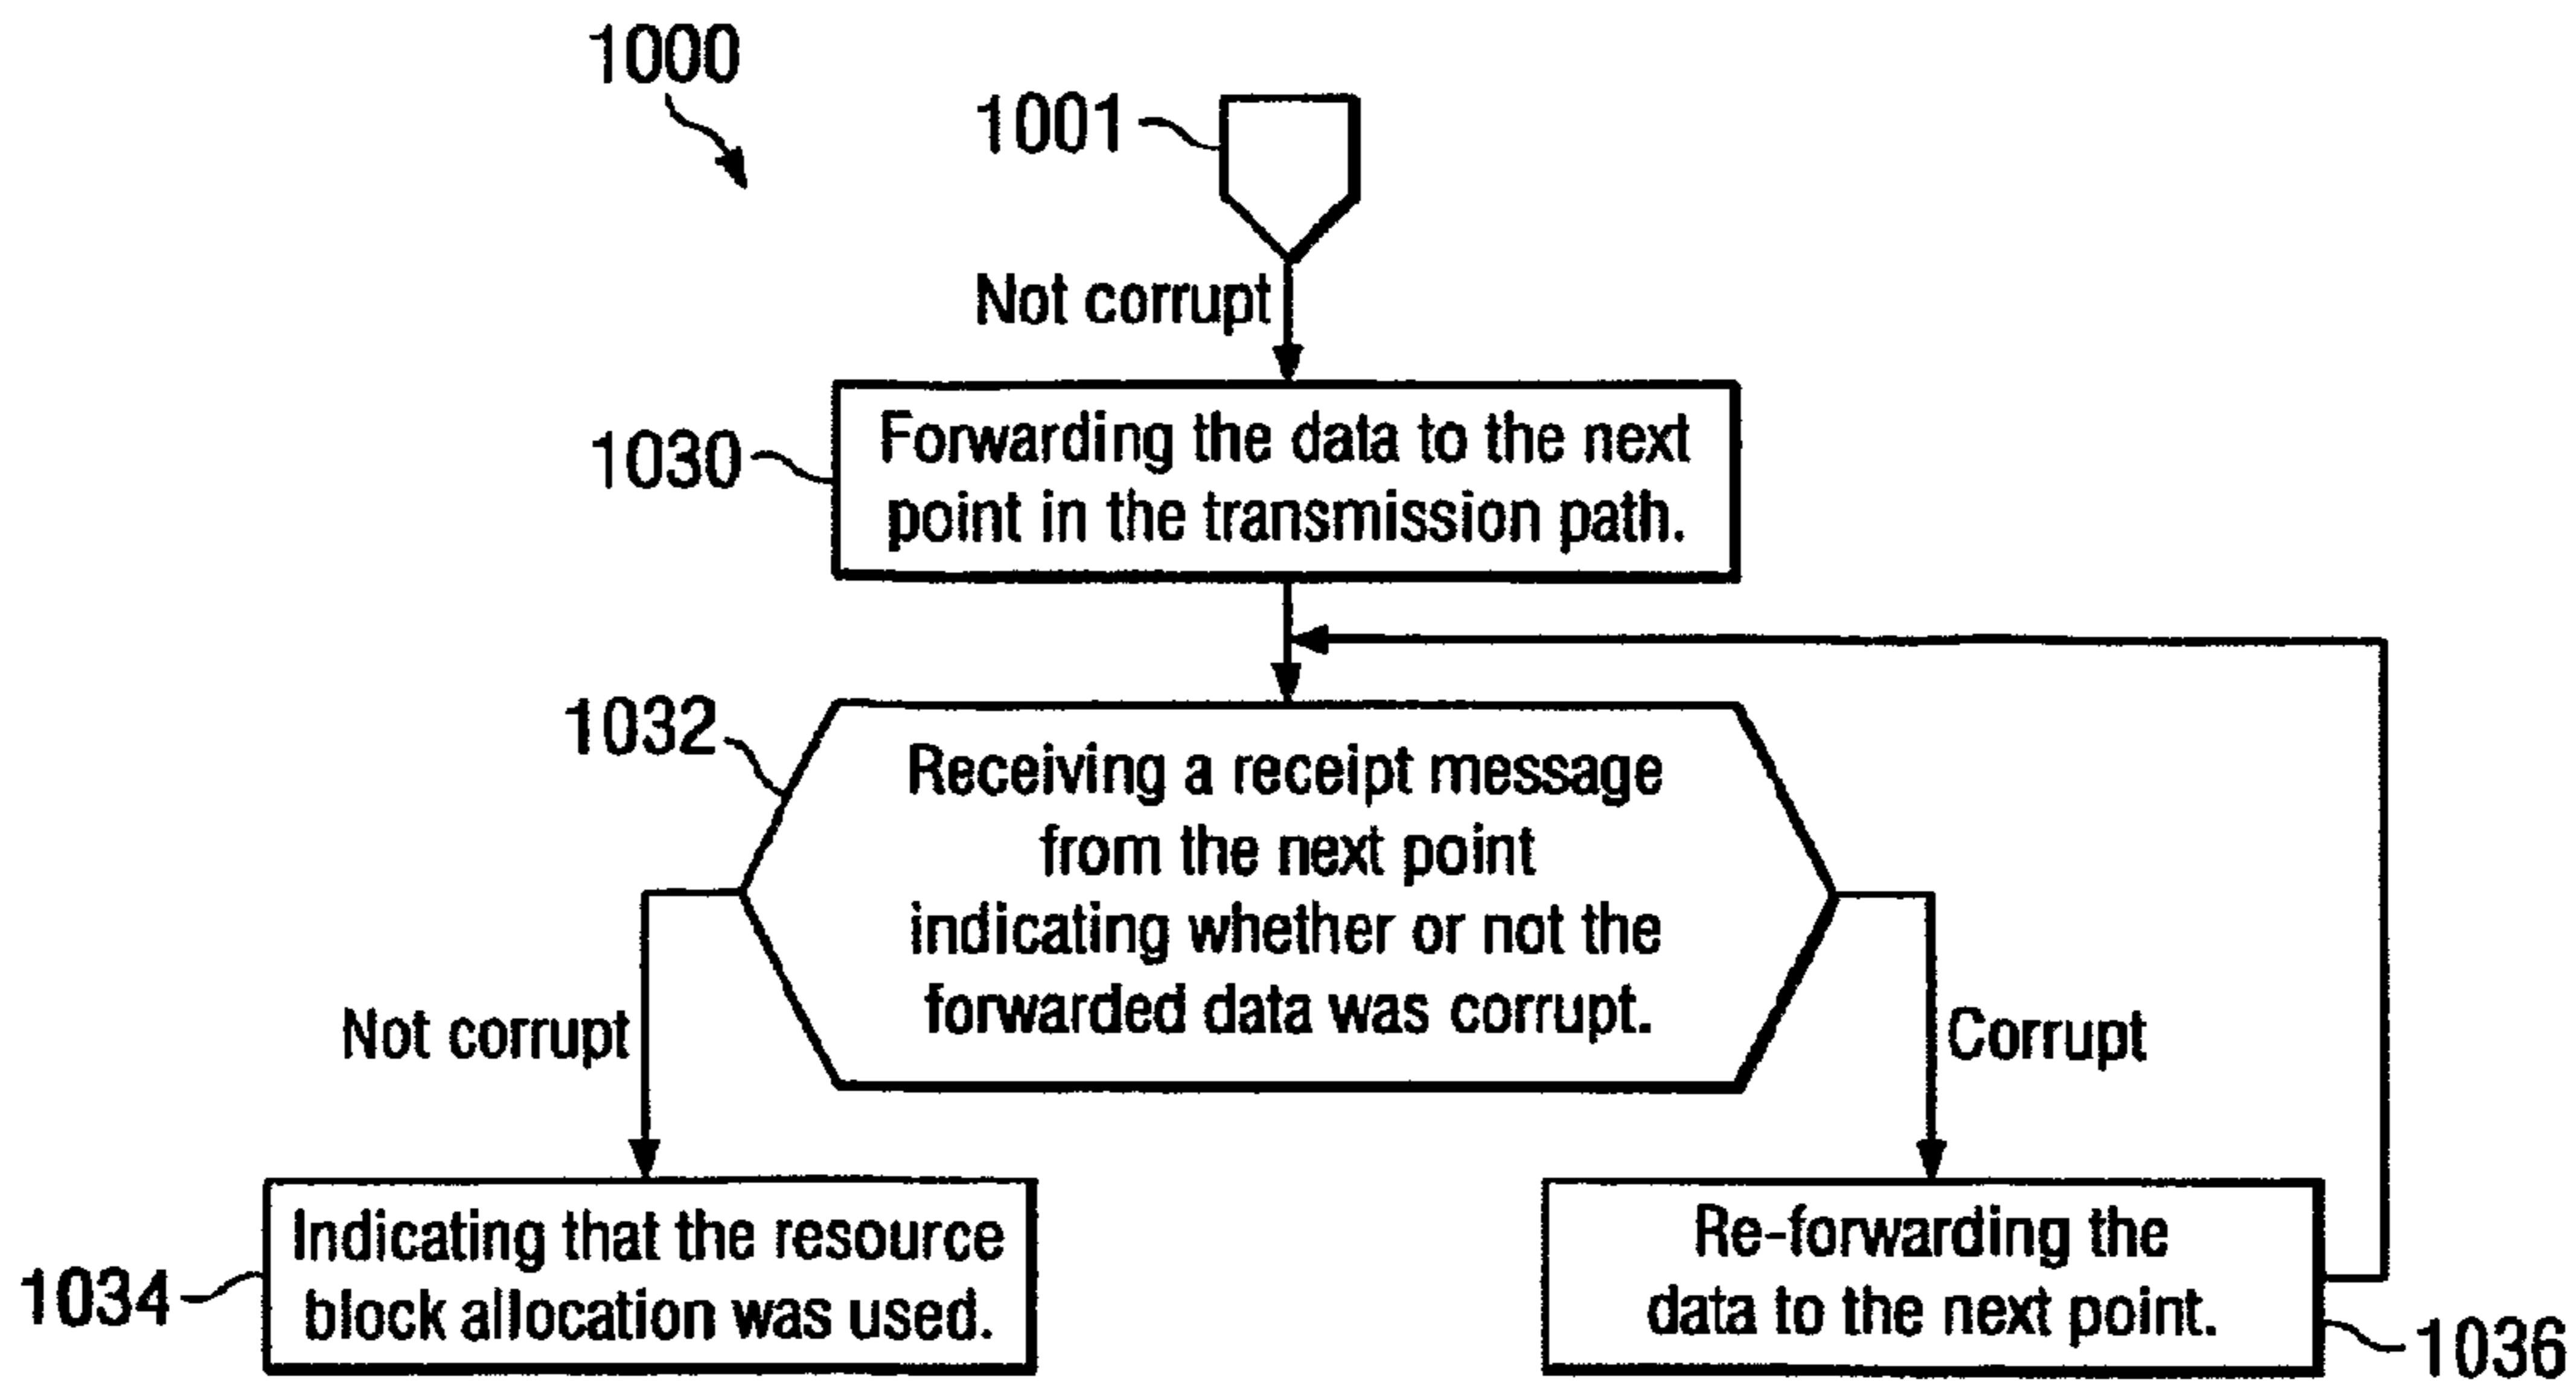 1000
1001
Not corrupt
1030
Forwarding the data to the next
point in the transmission path.
1032
Receiving a receipt message
from the next point
indicating whether or not the
forwarded data was corrupt.
Not corrupt
Corrupt
1034
Indicating that the resource
block allocation was used.
Re-forwarding the
data to the next point.
1036